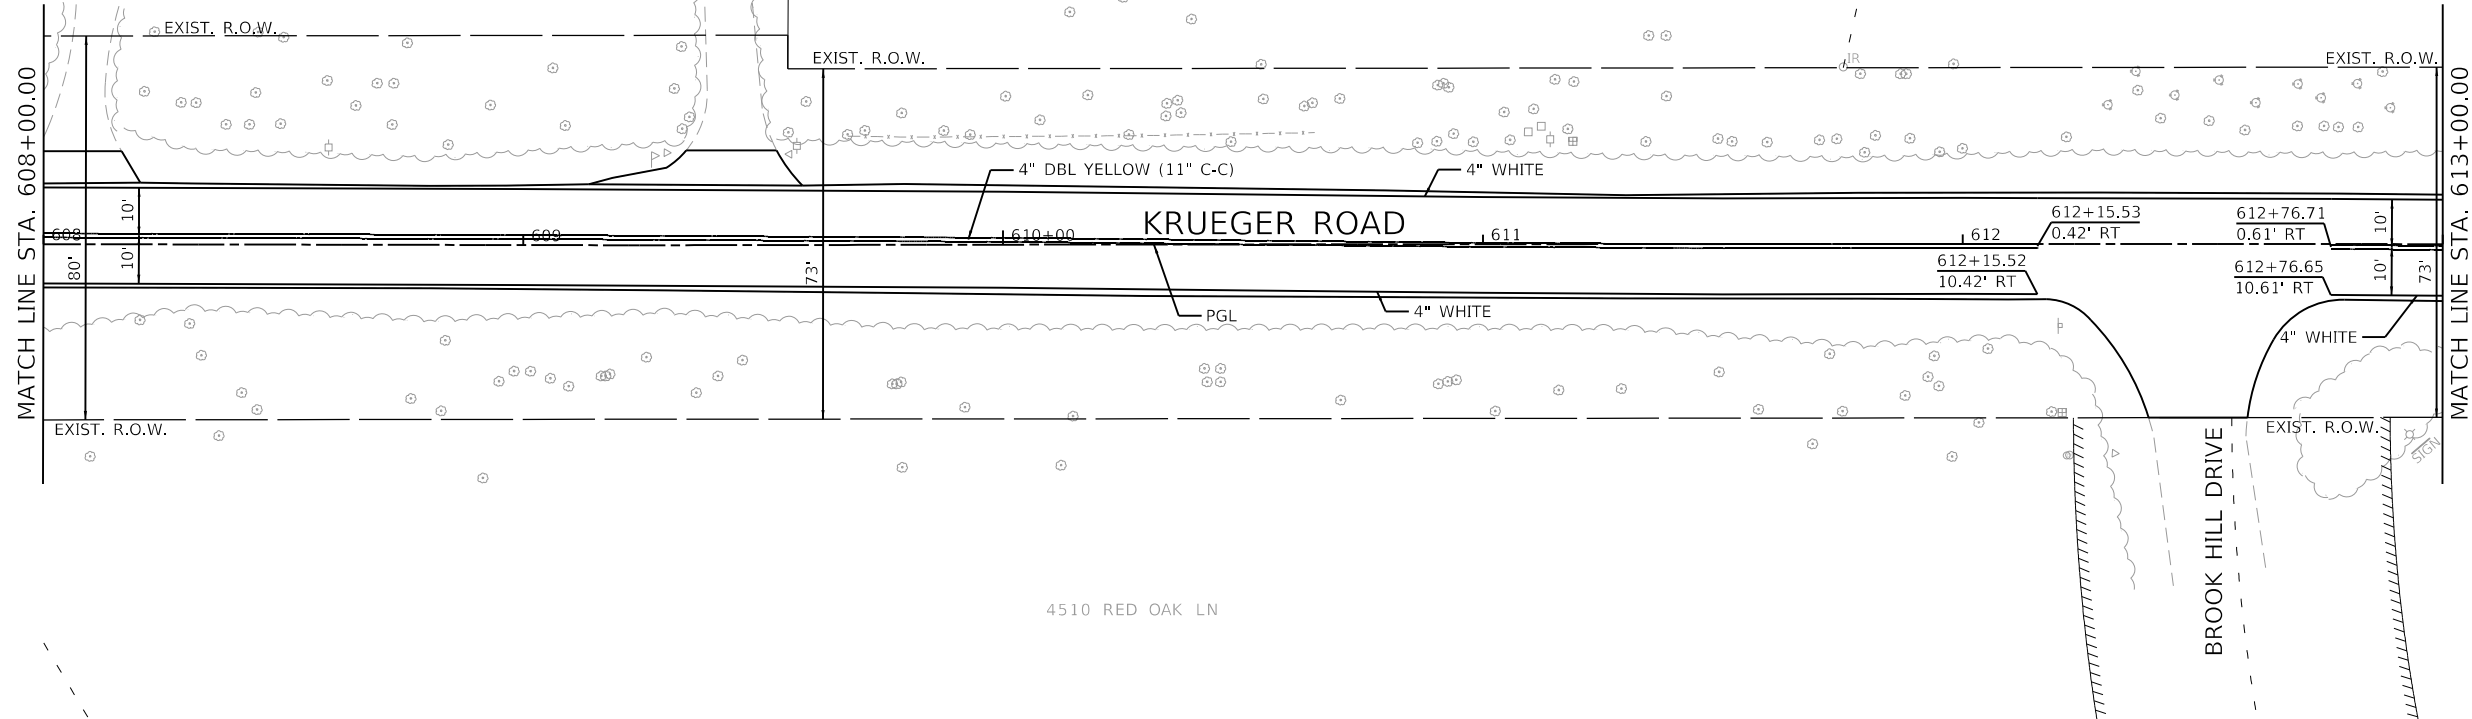 EXIST. R.O.W.
EXIST. R.O.W.
IR
EXIST. R.O.W.
MATCH LINE STA. 608+00.00
MATCH LINE STA. 613+00.00
4" DBL YELLOW (11" C-C)
4" WHITE
KRUEGER ROAD
10'
10'
80'
73'
608
609
610+00
611
612
612+15.53
0.42' RT
612+76.71
0.61' RT
612+15.52
10.42' RT
612+76.65
10.61' RT
10'
10'
73'
PGL
4" WHITE
4" WHITE
EXIST. R.O.W.
EXIST. R.O.W.
SIGN
BROOK HILL DRIVE
4510 RED OAK LN